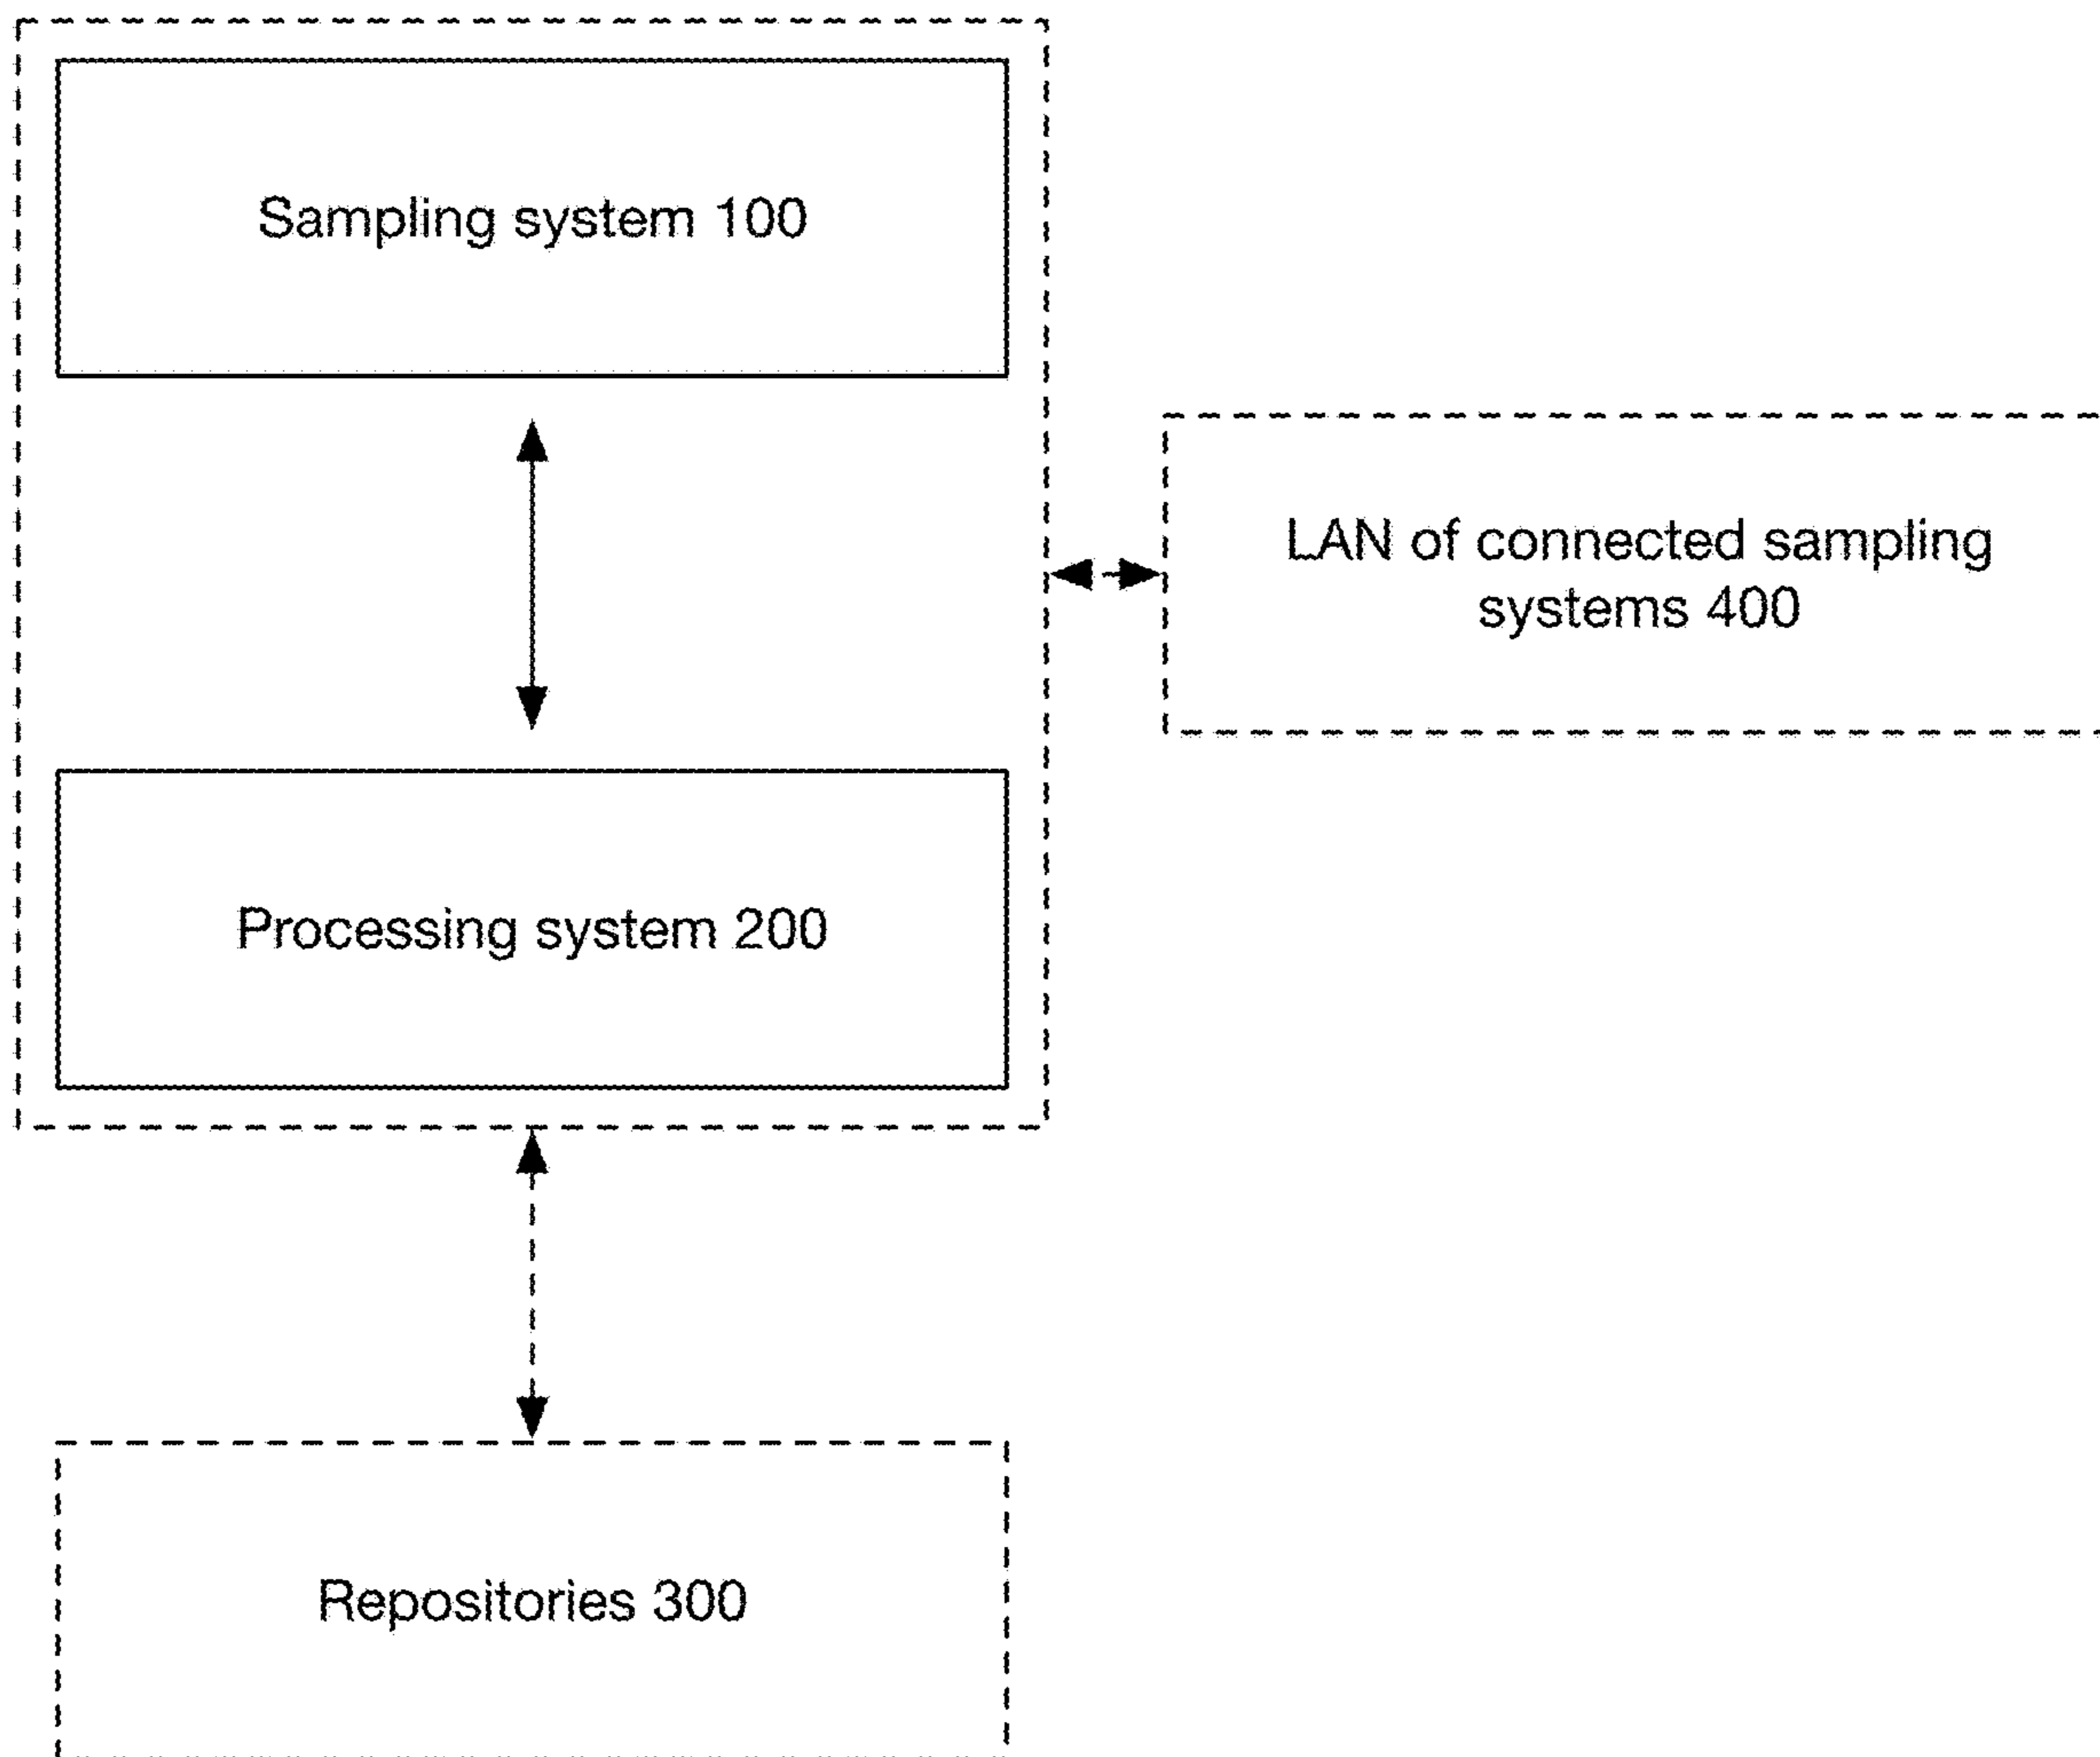 Sampling system 100
LAN of connected sampling
systems 400
Processing system 200
Repositories 300